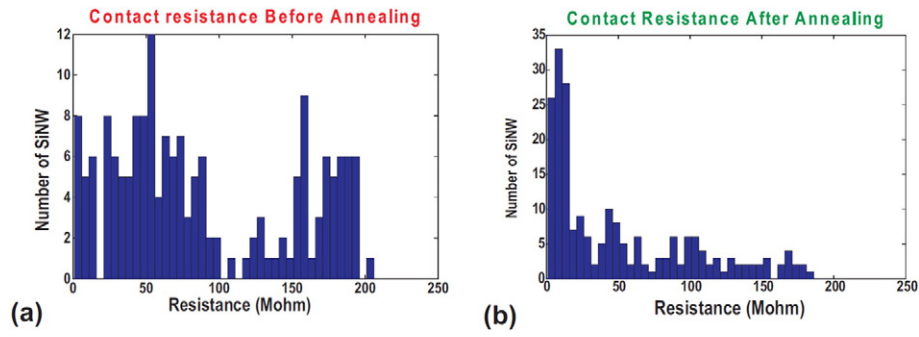 Contact resistance Before Annealing
12
10
8
6
4
2
0
Number of SiNW
0 50 100 150 200 250
Resistance (Mohm)
(a)
Contact Resistance After Annealing
35
30
25
20
15
10
5
0
Number of SiNW
0 50 100 150 200 250
Resistance (Mohm)
(b)